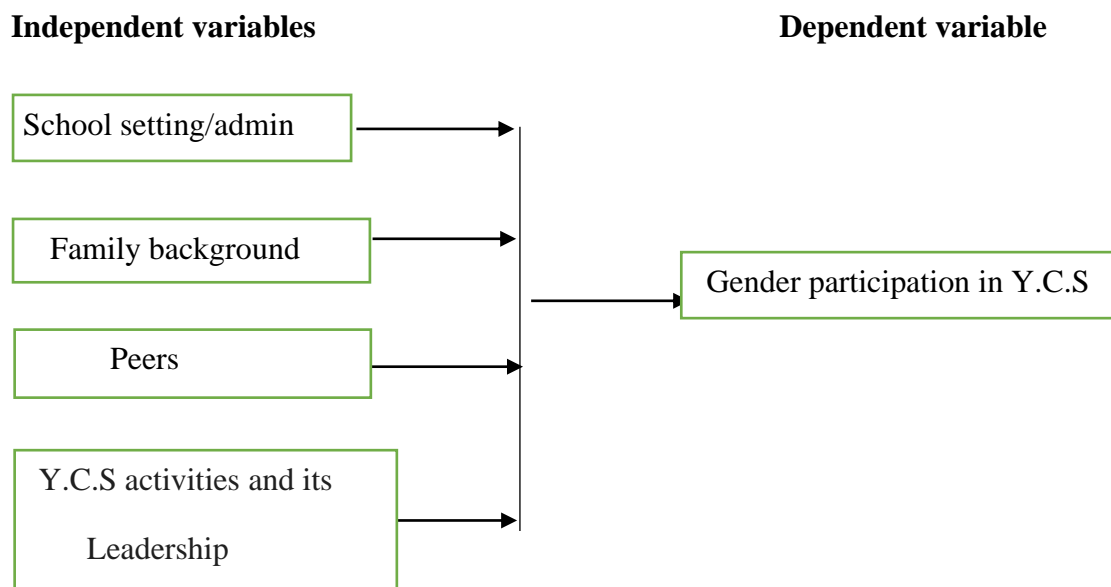 Independent variables
Dependent variable
School setting/admin
Family background
Gender participation in Y.C.S
Peers
Y.C.S activities and its
Leadership